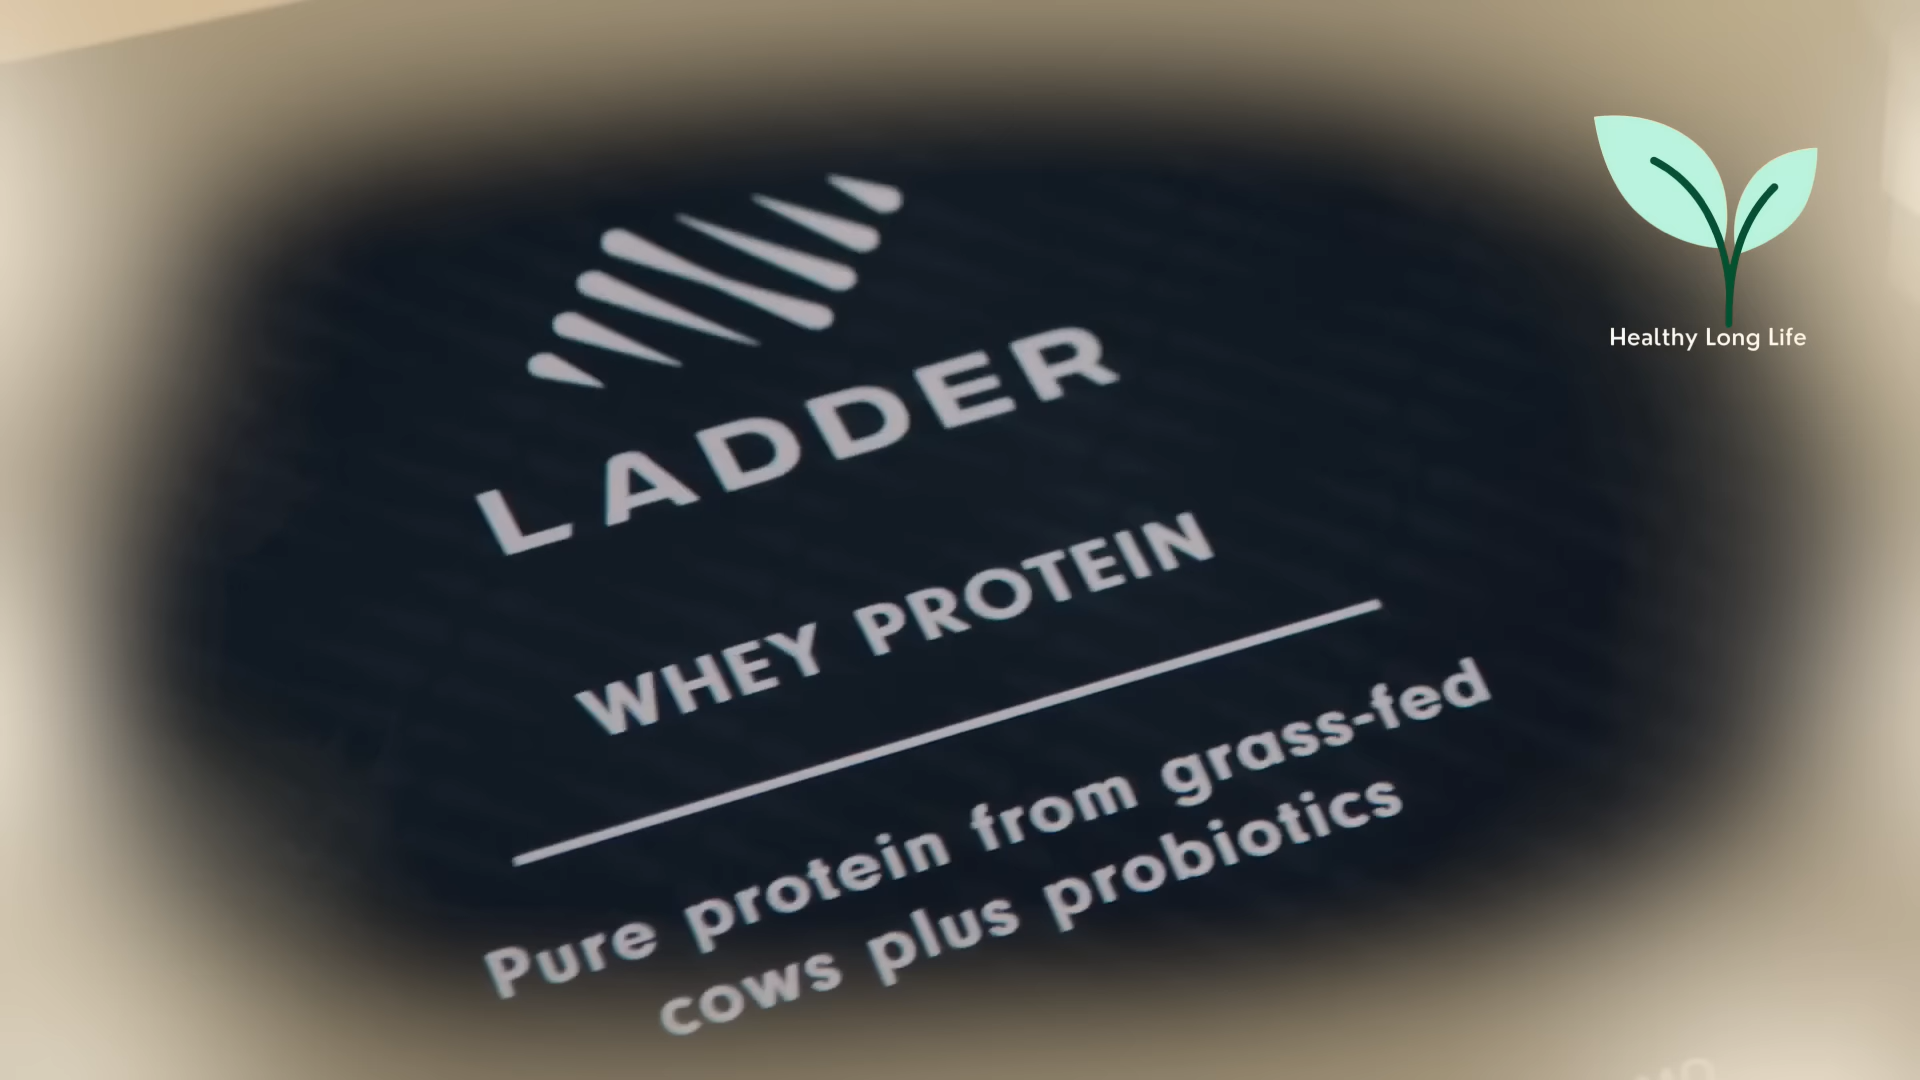 LADDER
WHEY PROTEIN
Pure protein from grass-fed
cows plus probiotics
Healthy Long Life